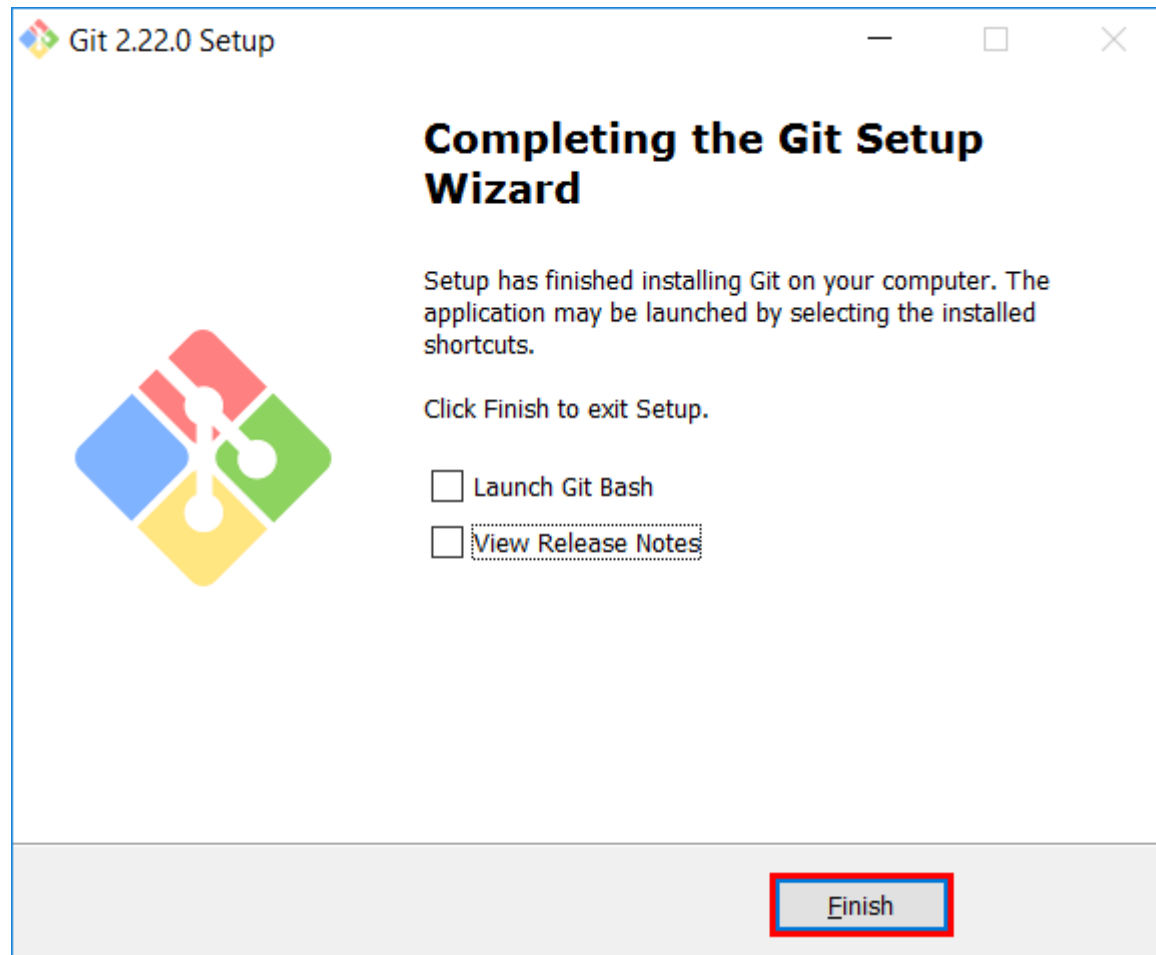 Git 2.22.0 Setup
Completing the Git Setup
Wizard
Setup has finished installing Git on your computer. The
application may be launched by selecting the installed
shortcuts.
Click Finish to exit Setup.
Launch Git Bash
View Release Notes
Finish